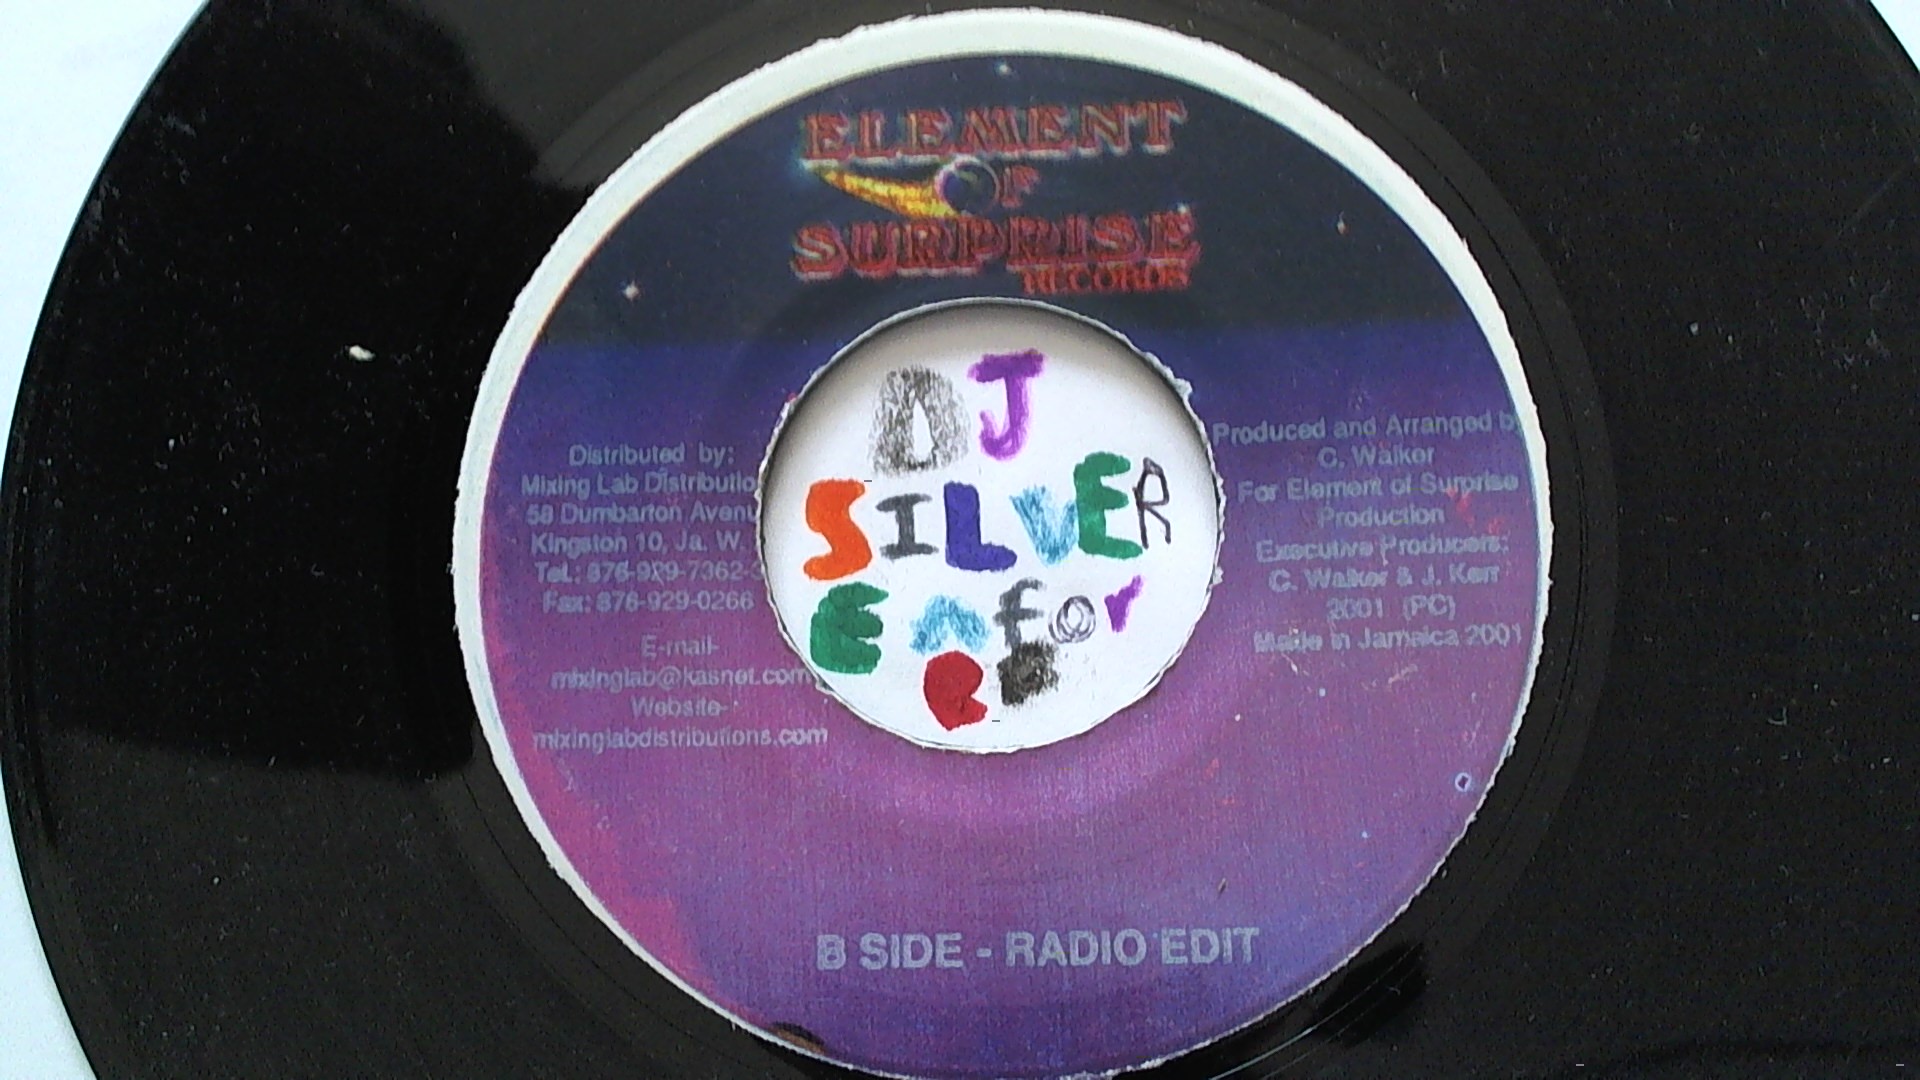 ELEMENT
OF
SURPRISE
RECORDS
Distributed by:
Mixing Lab Distributio
58 Dumbarton Avenu
Kingston 10, Ja. W.
Tel.: 876-929-7362-3
Fax: 876-929-0266
E-mail-
mixinglab@kasnet.com
Website-
mixinglabdistributions.com
DJ
SILVER
Produced and Arranged by
C. Walker
For Element of Surprise
Production
Executive Producers:
C. Walker & J. Kerr
2001 (PC)
Made in Jamaica 2001
B SIDE - RADIO EDIT